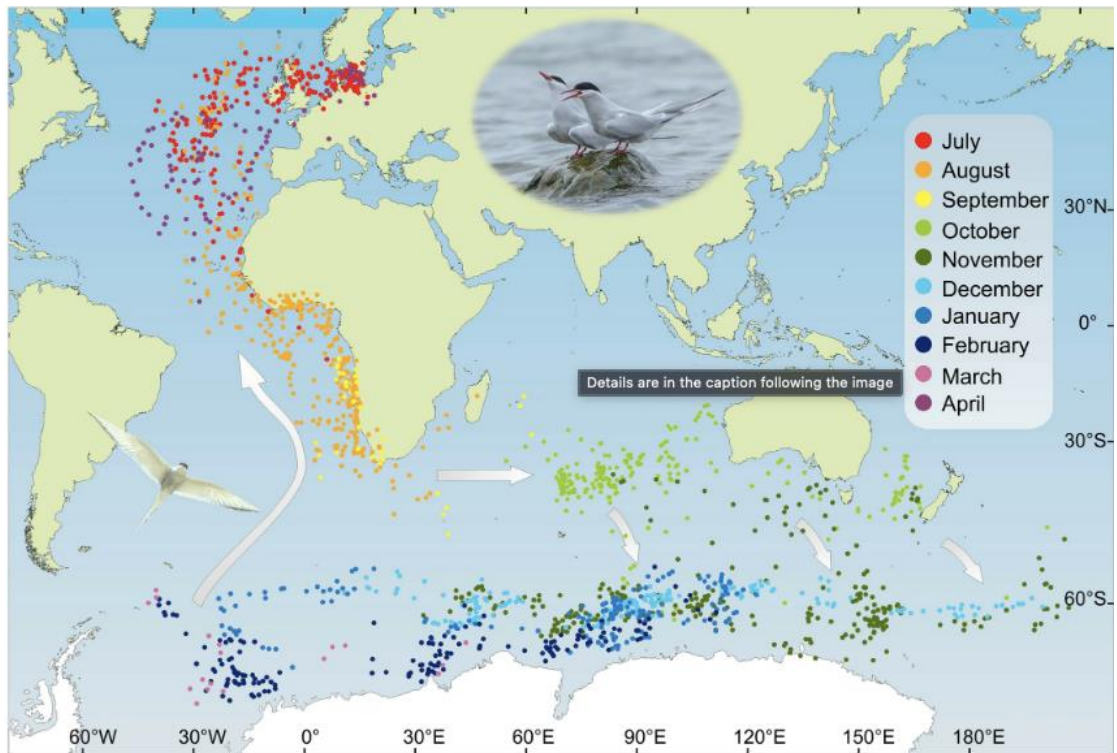 July
August
September
October
November
December
January
February
March
April
30°N
0°
30°S
60°S
Details are in the caption following the image
60°W
30°W
0°
30°E
60°E
90°E
120°E
150°E
180°E